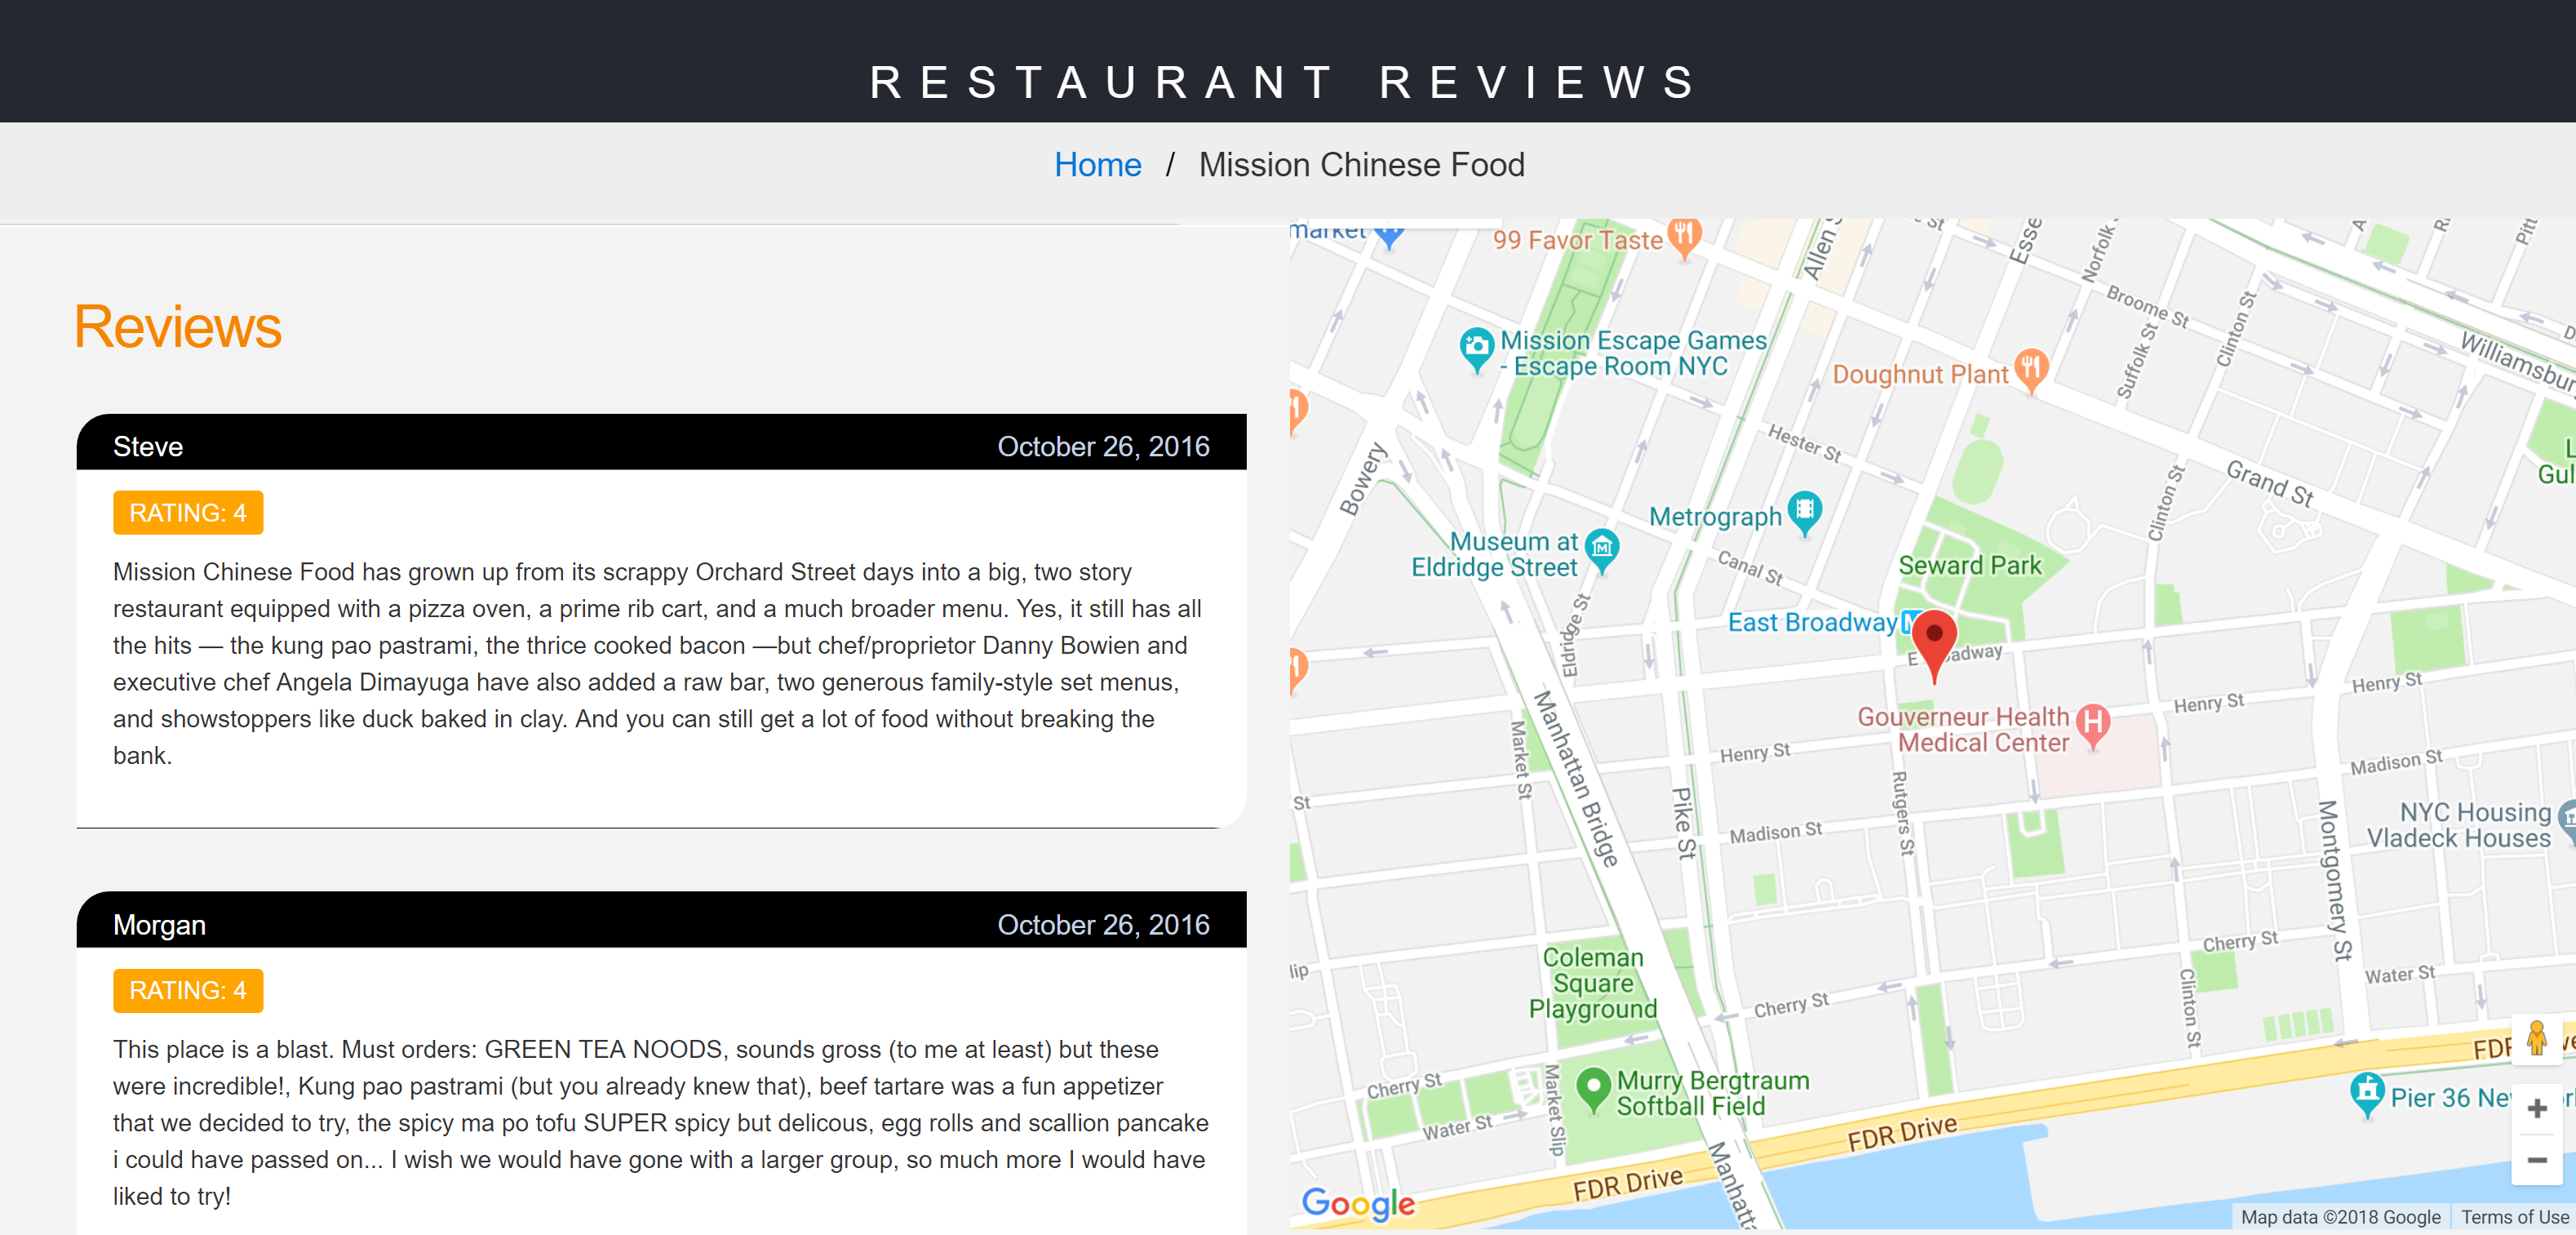 RESTAURANT REVIEWS
Home / Mission Chinese Food
Reviews
Steve October 26, 2016
RATING: 4
Mission Chinese Food has grown up from its scrappy Orchard Street days into a big, two story
restaurant equipped with a pizza oven, a prime rib cart, and a much broader menu. Yes, it still has all
the hits — the kung pao pastrami, the thrice cooked bacon —but chef/proprietor Danny Bowien and
executive chef Angela Dimayuga have also added a raw bar, two generous family-style set menus,
and showstoppers like duck baked in clay. And you can still get a lot of food without breaking the
bank.
Morgan October 26, 2016
RATING: 4
This place is a blast. Must orders: GREEN TEA NOODS, sounds gross (to me at least) but these
were incredible!, Kung pao pastrami (but you already knew that), beef tartare was a fun appetizer
that we decided to try, the spicy ma po tofu SUPER spicy but delicous, egg rolls and scallion pancake
i could have passed on... I wish we would have gone with a larger group, so much more I would have
liked to try!
market
99 Favor Taste
Allen S
St
Esse
Norfolk
Pitt
Broome St
Clinton St
Suffolk St
Williamsbur
Mission Escape Games
- Escape Room NYC
Doughnut Plant
Hester St
Bowery
Grand St
Clinton St
Gul
Metrograph
Museum at
Eldridge Street
Canal St
Seward Park
East Broadway
Eldridge St
E adway
Henry St
Henry St
Gouverneur Health
Medical Center
Henry St
Manhattan Bridge
Market St
Pike St
Rutgers St
Madison St
Madison St
St
Montgomery St
NYC Housing
Vladeck Houses
Cherry St
Water St
Clinton St
lip
Coleman
Square
Playground
Cherry St
FDR
Cherry St
Market Slip
Murry Bergtraum
Softball Field
Water St
Pier 36 Ne
FDR Drive
FDR Drive
Manhatta
Google
Map data ©2018 Google Terms of Use